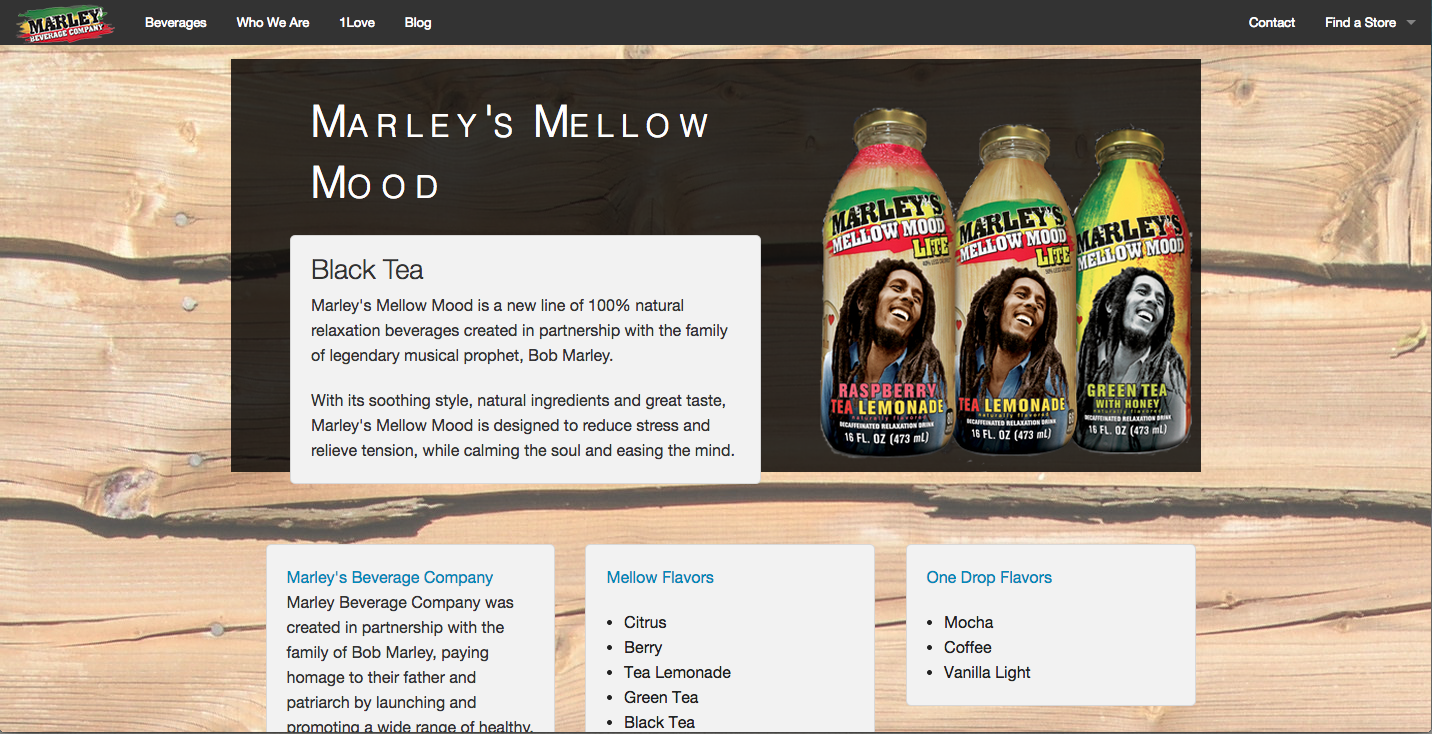 MARLEY
BEVERAGE COMPANY
Beverages
Who We Are
1Love
Blog
Contact
Find a Store
Marley's Mellow
Mood
Black Tea
Marley's Mellow Mood is a new line of 100% natural
relaxation beverages created in partnership with the family
of legendary musical prophet, Bob Marley.
With its soothing style, natural ingredients and great taste,
Marley's Mellow Mood is designed to reduce stress and
relieve tension, while calming the soul and easing the mind.
MARLEY'S
MELLOW MOOD
LITE
RASPBERRY
TEA LEMONADE
naturally flavored
DECAFFEINATED RELAXATION DRINK
16 FL. OZ (473 mL)
MARLEY'S
MELLOW MOOD
LITE
TEA LEMONADE
naturally flavored
DECAFFEINATED RELAXATION DRINK
16 FL. OZ (473 mL)
MARLEY'S
MELLOW MOOD
GREEN TEA
WITH HONEY
naturally flavored
DECAFFEINATED RELAXATION DRINK
16 FL. OZ (473 mL)
Marley's Beverage Company
Marley Beverage Company was
created in partnership with the
family of Bob Marley, paying
homage to their father and
patriarch by launching and
promoting a wide range of healthy,
Mellow Flavors
• Citrus
• Berry
• Tea Lemonade
• Green Tea
• Black Tea
One Drop Flavors
• Mocha
• Coffee
• Vanilla Light